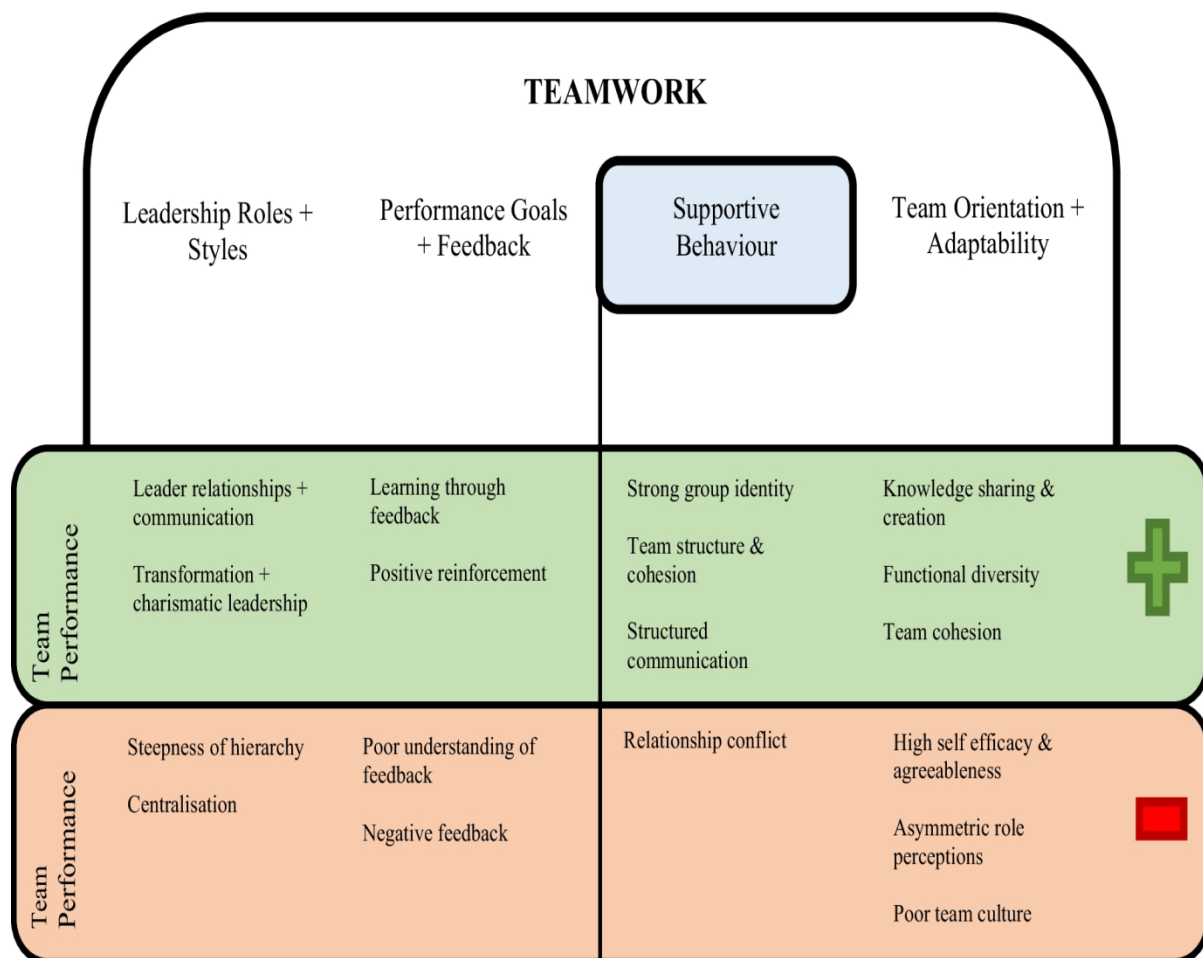 TEAMWORK
Leadership Roles +
Styles
Performance Goals
+ Feedback
Supportive
Behaviour
Team Orientation +
Adaptability
Team
Performance
Leader relationships +
communication
Transformation +
charismatic leadership
Learning through
feedback
Positive reinforcement
Strong group identity
Team structure &
cohesion
Structured
communication
Knowledge sharing &
creation
Functional diversity
Team cohesion
Team
Performance
Steepness of hierarchy
Centralisation
Poor understanding of
feedback
Negative feedback
Relationship conflict
High self efficacy &
agreeableness
Asymmetric role
perceptions
Poor team culture